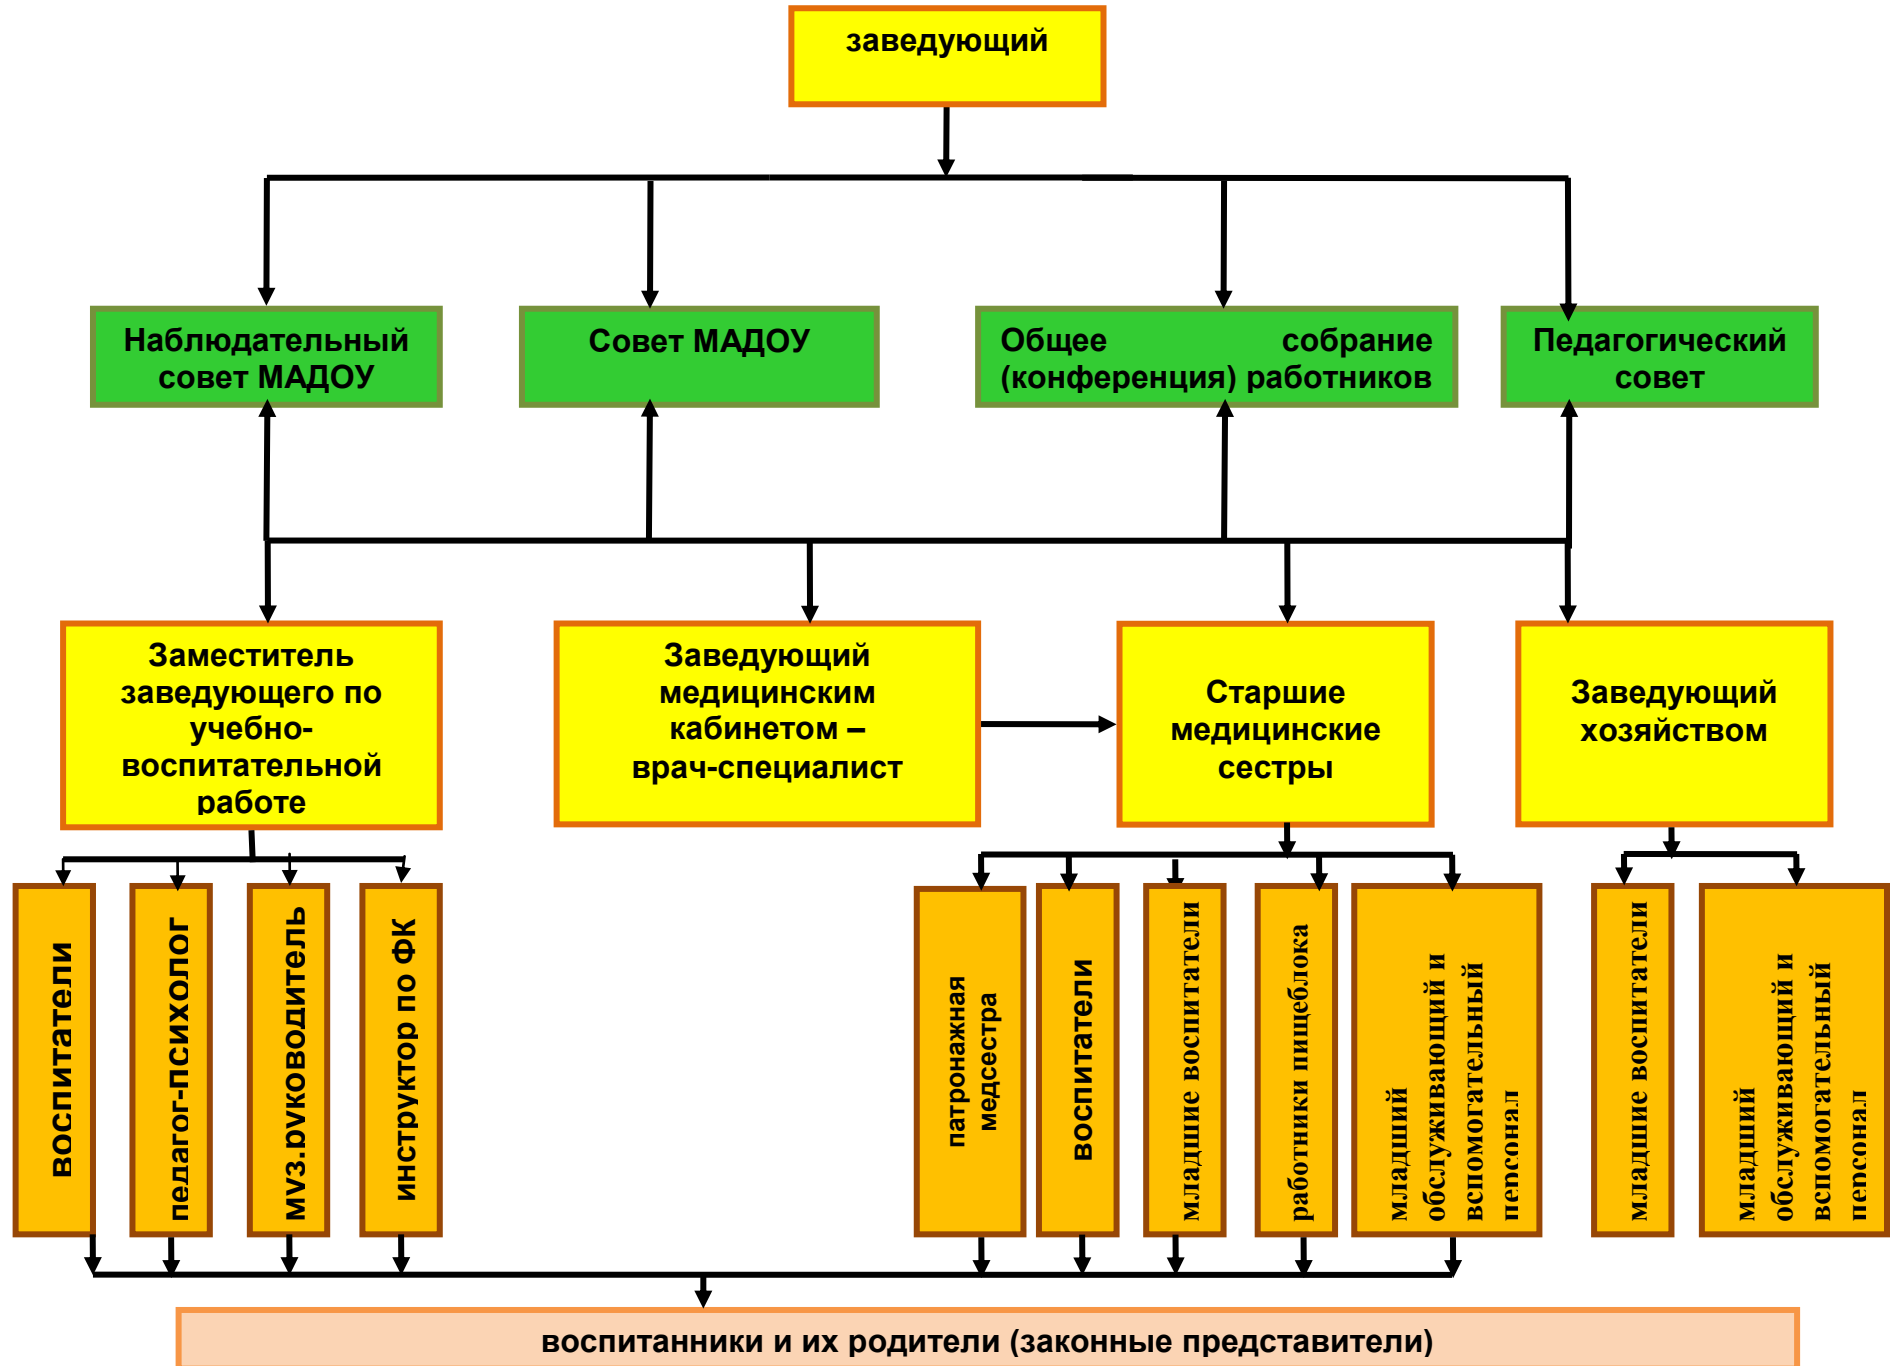 заведующий
Наблюдательный
совет МАДОУ
Совет МАДОУ
Общее собрание
(конференция) работников
Педагогический
совет
Заместитель
заведующего по
учебно-
воспитательной
работе
Заведующий
медицинским
кабинетом –
врач-специалист
Старшие
медицинские
сестры
Заведующий
хозяйством
воспитатели
педагог-психолог
муз.руководитель
инструктор по ФК
патронажная
медсестра
воспитатели
младшие воспитатели
работники пищеблока
младший
обслуживающий и
вспомогательный
персонал
младшие воспитатели
младший
обслуживающий и
вспомогательный
персонал
воспитанники и их родители (законные представители)